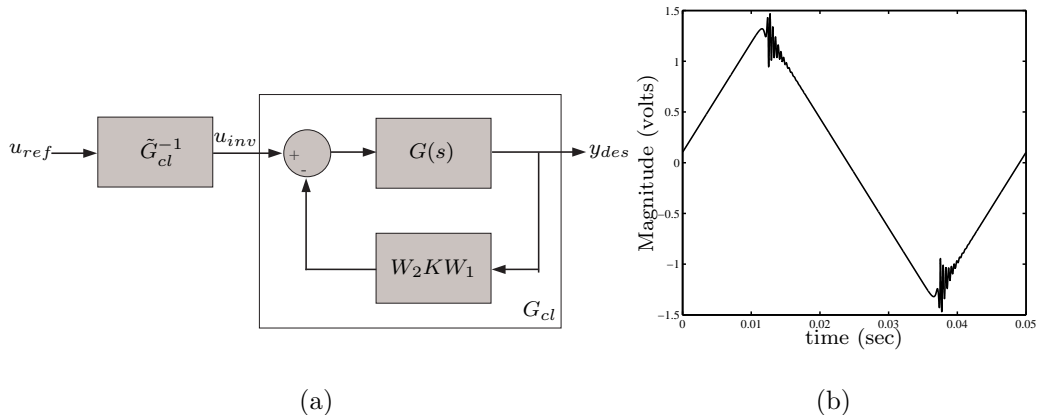 u_ref
G̃_cl^{-1}
u_inv
+
-
G(s)
y_des
W_2KW_1
G_cl
(a)
Magnitude (volts)
1.5
1
0.5
0
−0.5
−1
−1.5
0
0.01
0.02
0.03
0.04
0.05
time (sec)
(b)